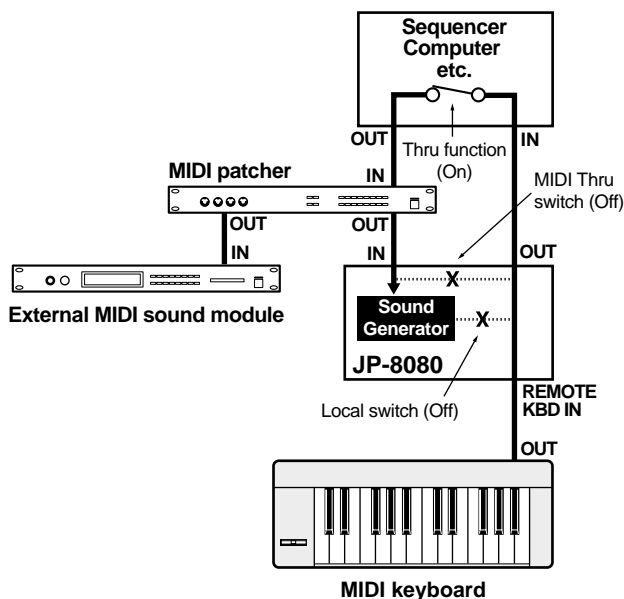 Sequencer
Computer
etc.
OUT
IN
Thru function
(On)
MIDI patcher
IN
MIDI Thru
switch (Off)
OUT
OUT
IN
IN
OUT
External MIDI sound module
X
Sound
Generator
X
JP-8080
Local switch (Off)
REMOTE
KBD IN
OUT
MIDI keyboard